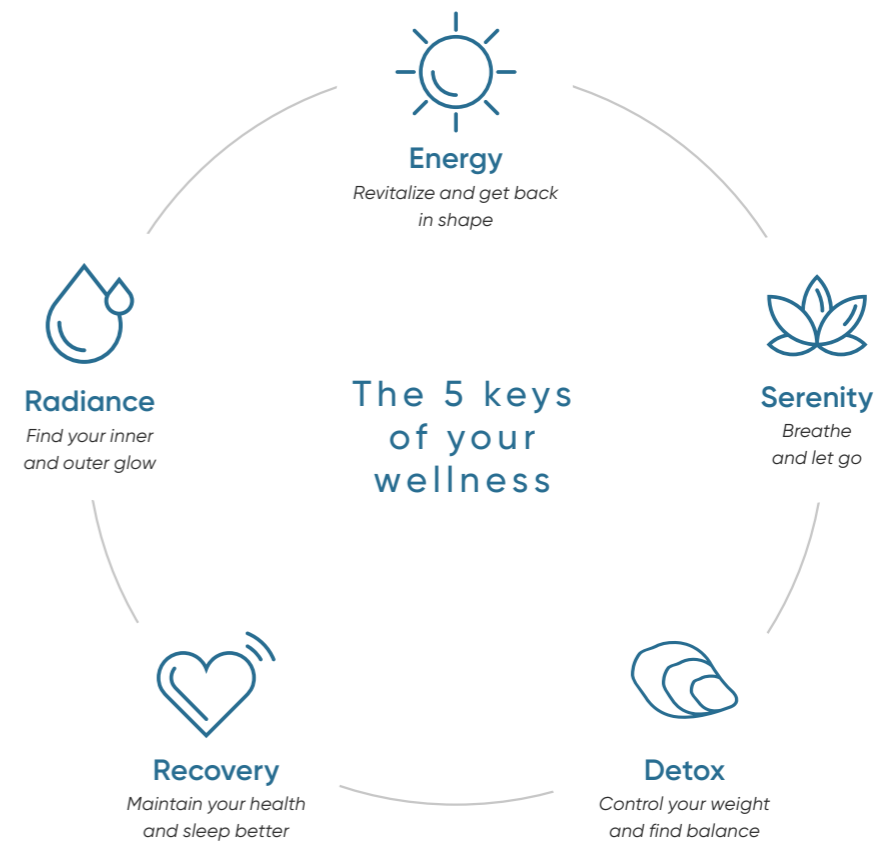 Energy
Revitalize and get back
in shape
Serenity
Breathe
and let go
Detox
Control your weight
and find balance
Recovery
Maintain your health
and sleep better
Radiance
Find your inner
and outer glow
The 5 keys
of your
wellness